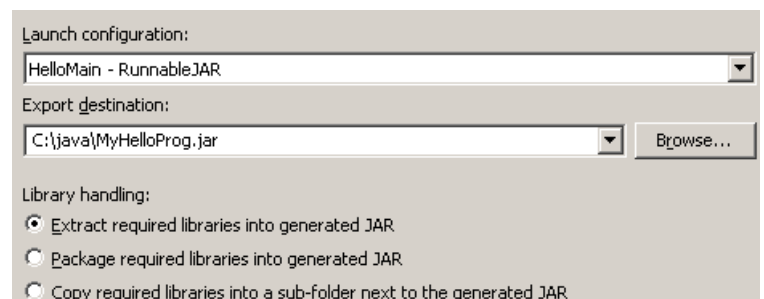 Launch configuration:
HelloMain - RunnableJAR
Export destination:
C:\java\MyHelloProg.jar
Browse...
Library handling:
Extract required libraries into generated JAR
Package required libraries into generated JAR
Copy required libraries into a sub-folder next to the generated JAR